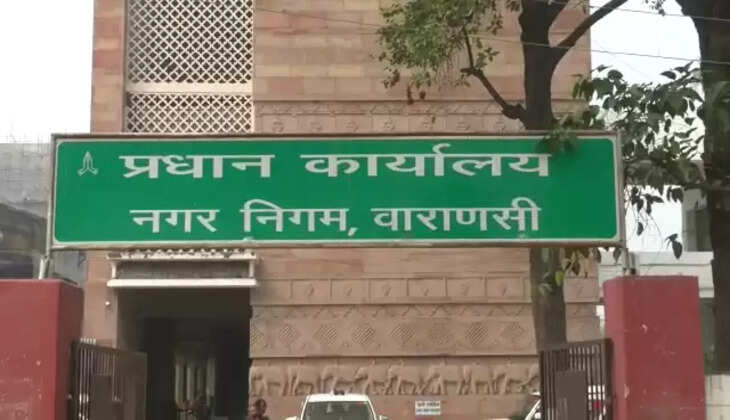 प्रधान कार्यालय
नगर निगम, वाराणसी